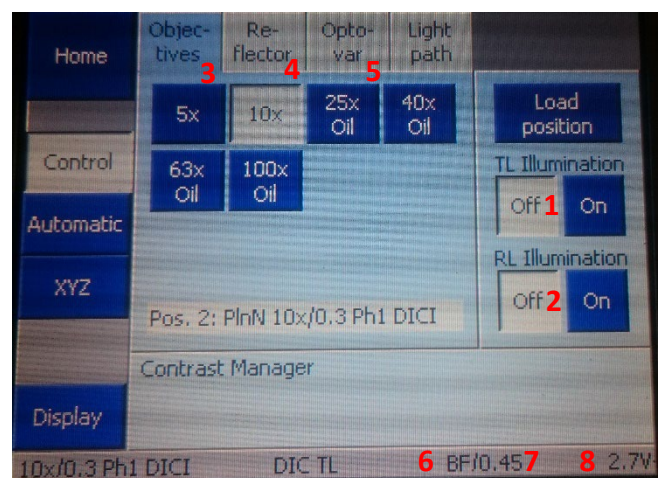 Home
Control
Automatic
XYZ
Display
Objec-
tives
3
Re-
flector
4
Opto-
var
5
Light
path
5x
10x
25x
Oil
40x
Oil
63x
Oil
100x
Oil
Pos. 2: PlnN 10x/0.3 Ph1 DICI
Load
position
TL Illumination
Off
1
On
RL Illumination
Off
2
On
Contrast Manager
10x/0.3 Ph1 DICI DIC TL 6 BF/0.45 7 8 2.7V